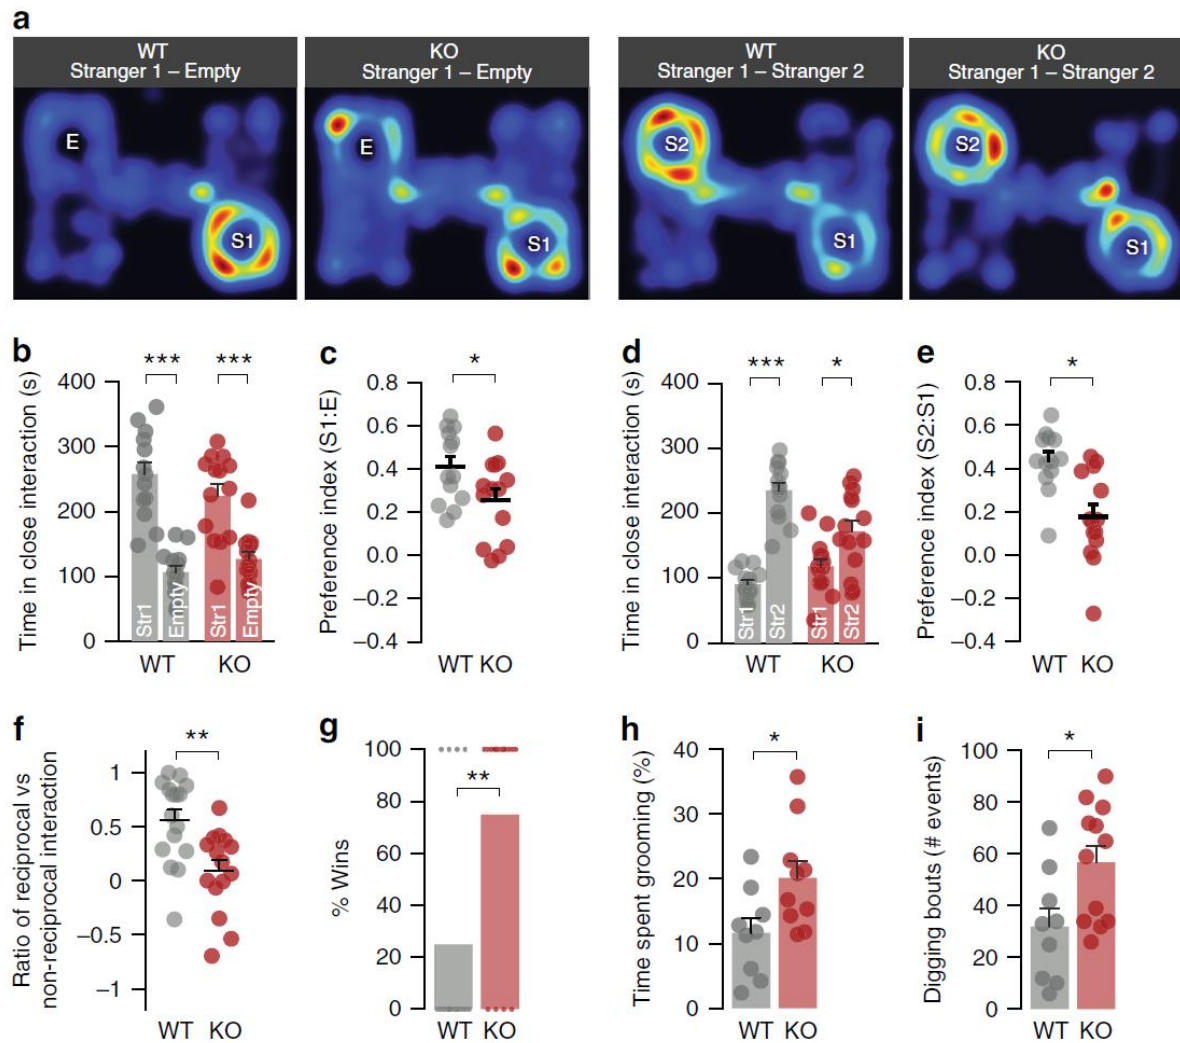 a
WT
Stranger 1 – Empty
KO
Stranger 1 – Empty
WT
Stranger 1 – Stranger 2
KO
Stranger 1 – Stranger 2
E
S1
E
S1
S2
S1
S2
S1
b
Time in close interaction (s)
400
300
200
100
0
***
***
Str1
Empty
Str1
Empty
WT
KO
c
Preference index (S1:E)
0.8
0.6
0.4
0.2
0.0
–0.2
–0.4
*
WT KO
d
Time in close interaction (s)
400
300
200
100
0
***
*
Str1
Str2
Str1
Str2
WT
KO
e
Preference index (S2:S1)
0.8
0.6
0.4
0.2
0.0
–0.2
–0.4
*
WT KO
f
Ratio of reciprocal vs
non-reciprocal interaction
1
0.5
0
–0.5
–1
**
WT KO
g
% Wins
100
80
60
40
20
0
**
WT KO
h
Time spent grooming (%)
40
30
20
10
0
*
WT KO
i
Digging bouts (# events)
100
80
60
40
20
0
*
WT KO